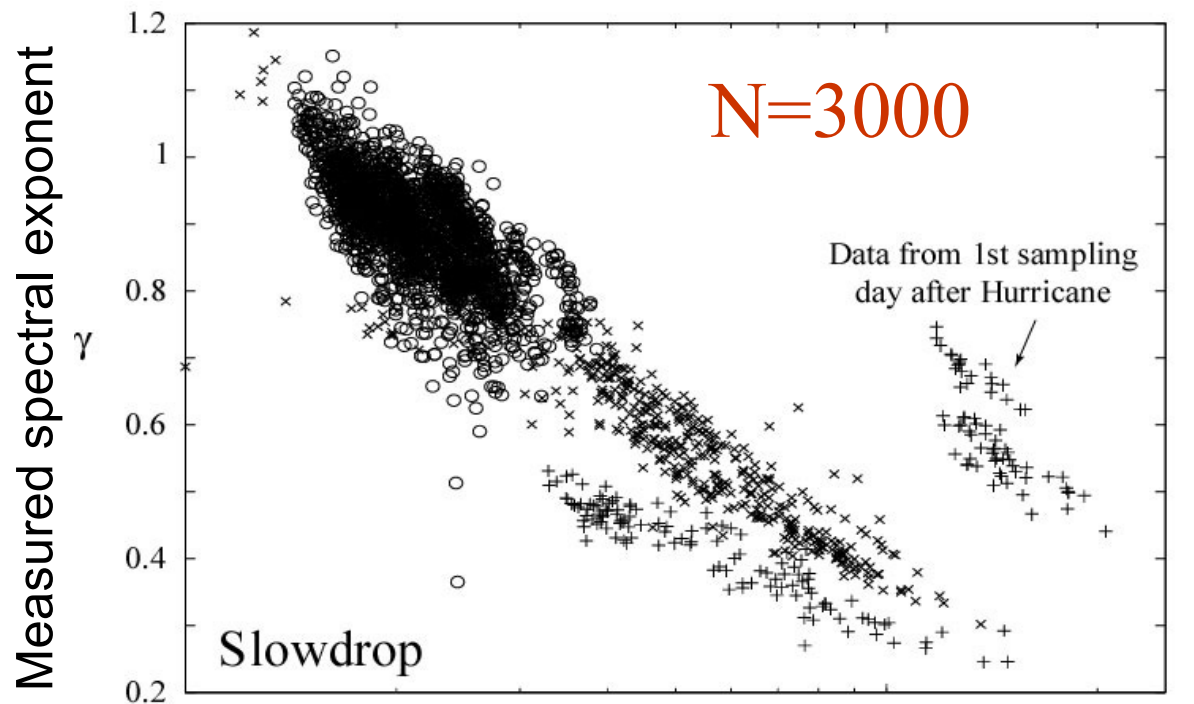 Measured spectral exponent
γ
1.2
1
0.8
0.6
0.4
0.2
N=3000
Data from 1st sampling
day after Hurricane
Slowdrop